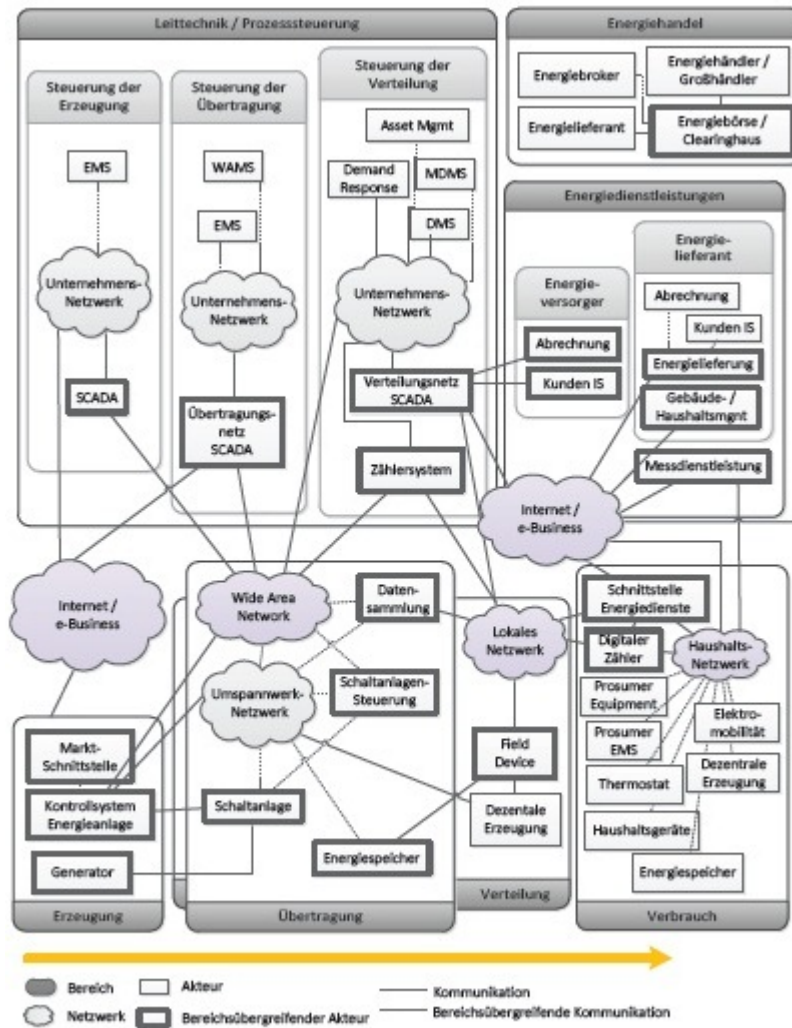 Leittechnik / Prozesssteuerung
Steuerung der
Erzeugung
EMS
Unternehmens-
Netzwerk
SCADA
Steuerung der
Übertragung
WAMS
EMS
Unternehmens-
Netzwerk
Übertragungs-
netz
SCADA
Steuerung der
Verteilung
Asset Mgmt
Demand
Response
MDMS
DMS
Unternehmens-
Netzwerk
Verteilungsnetz
SCADA
Zählersystem
Energiehandel
Energiebroker
Energiehändler /
Großhändler
Energielieferant
Energiebörse /
Clearinghaus
Energiedienstleistungen
Energie-
versorger
Abrechnung
Kunden IS
Energie-
lieferant
Abrechnung
Kunden IS
Energielieferung
Gebäude- /
Haushaltsmgnt
Messdienstleistung
Internet /
e-Business
Internet /
e-Business
Wide Area
Network
Daten-
sammlung
Umspannwerk-
Netzwerk
Schaltanlagen-
Steuerung
Schaltanlage
Energiespeicher
Übertragung
Markt-
Schnittstelle
Kontrollsystem
Energieanlage
Generator
Erzeugung
Lokales
Netzwerk
Field
Device
Dezentale
Erzeugung
Verteilung
Schnittstelle
Energiedienste
Digitaler
Zähler
Haushalts-
Netzwerk
Prosumer
Equipment
Prosumer
EMS
Thermostat
Haushaltsgeräte
Energiespeicher
Elektro-
mobilität
Dezentrale
Erzeugung
Verbrauch
Bereich
Akteur
Kommunikation
Netzwerk
Bereichsübergreifender Akteur
Bereichsübergreifende Kommunikation